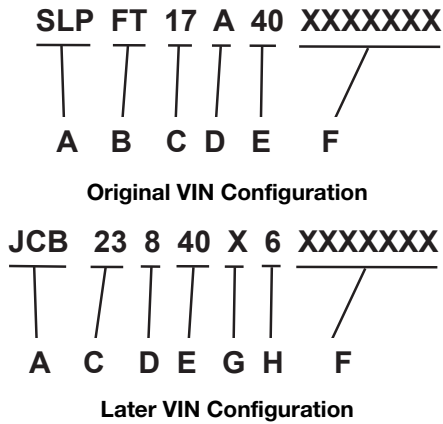 SLP FT 17 A 40 XXXXXXX
A B C D E F
Original VIN Configuration
JCB 23 8 40 X 6 XXXXXXX
A C D E G H F
Later VIN Configuration